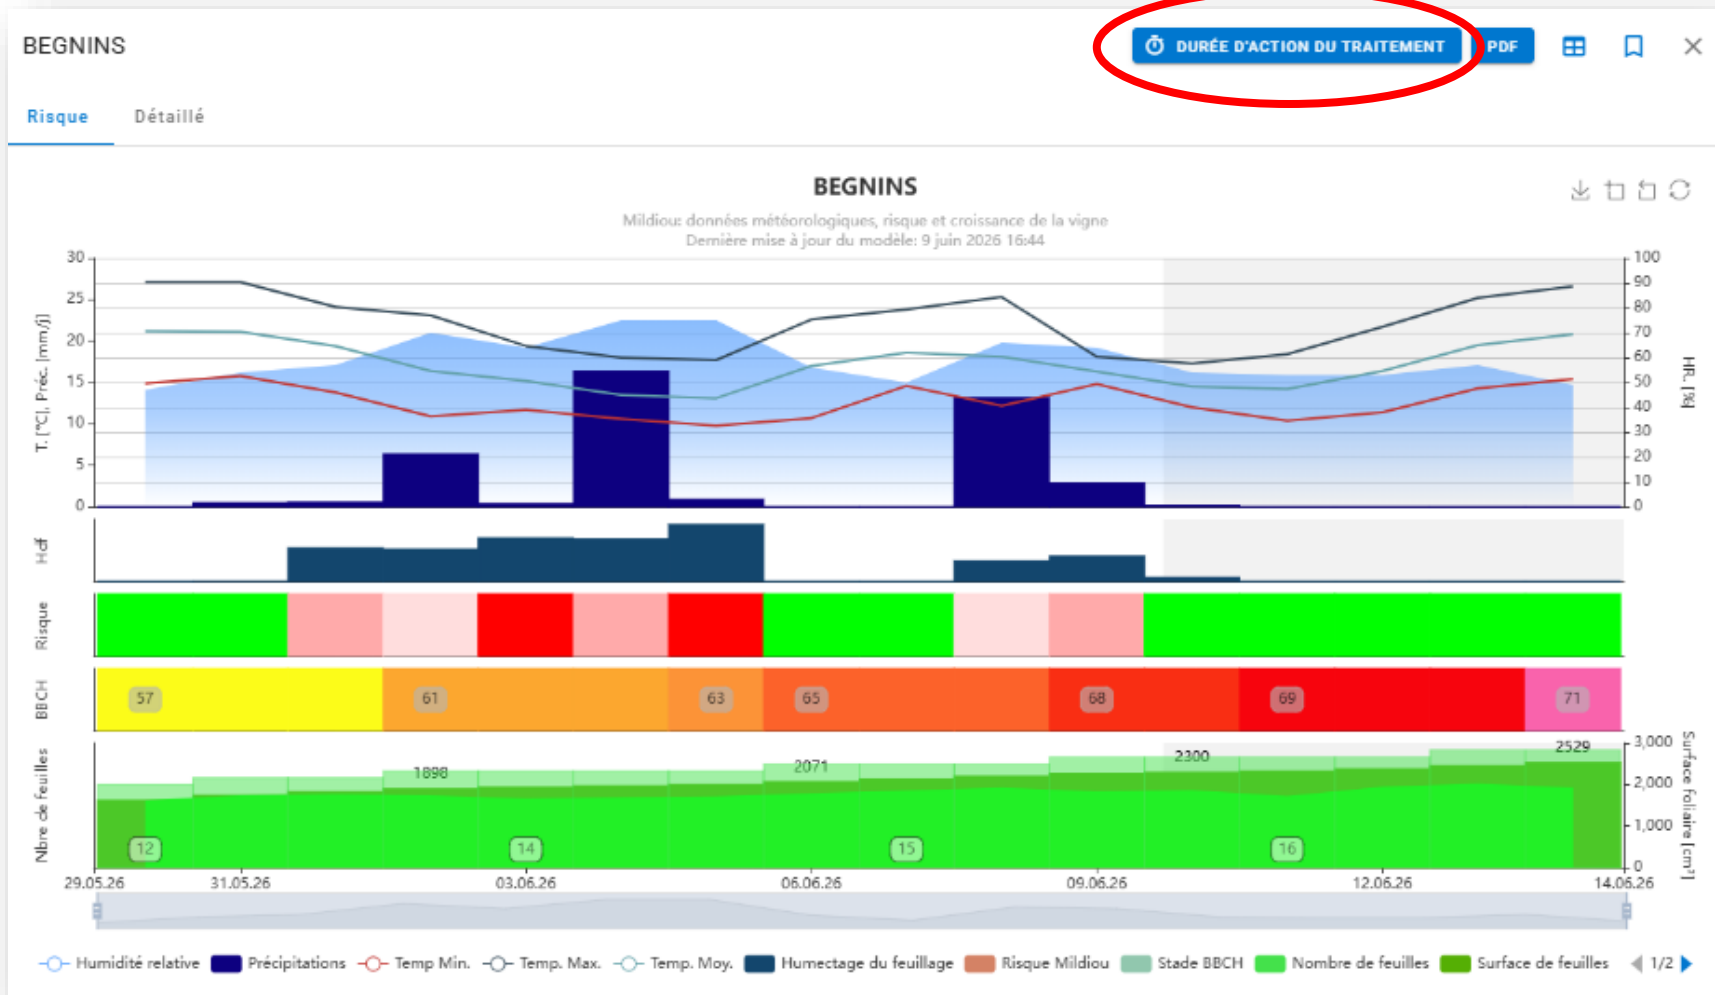 BEGNINS
DURÉE D'ACTION DU TRAITEMENT
PDF
Risque
Détaillé
BEGNINS
Mildiou: données météorologiques, risque et croissance de la vigne
Dernière mise à jour du modèle: 9 juin 2026 16:44
T. [°C], Préc. [mm/j]
30
25
20
15
10
5
0
HR. [%]
100
90
80
70
60
50
40
30
20
10
0
Hdf
Risque
BBCH
57
61
63
65
68
69
71
Nbre de feuilles
1898
2071
2300
2529
12
14
15
16
Surface foliaire [cm²]
3,000
2,000
1,000
0
29.05.26
31.05.26
03.06.26
06.06.26
09.06.26
12.06.26
14.06.26
Humidité relative
Précipitations
Temp Min.
Temp. Max.
Temp. Moy.
Humectage du feuillage
Risque Mildiou
Stade BBCH
Nombre de feuilles
Surface de feuilles
1/2